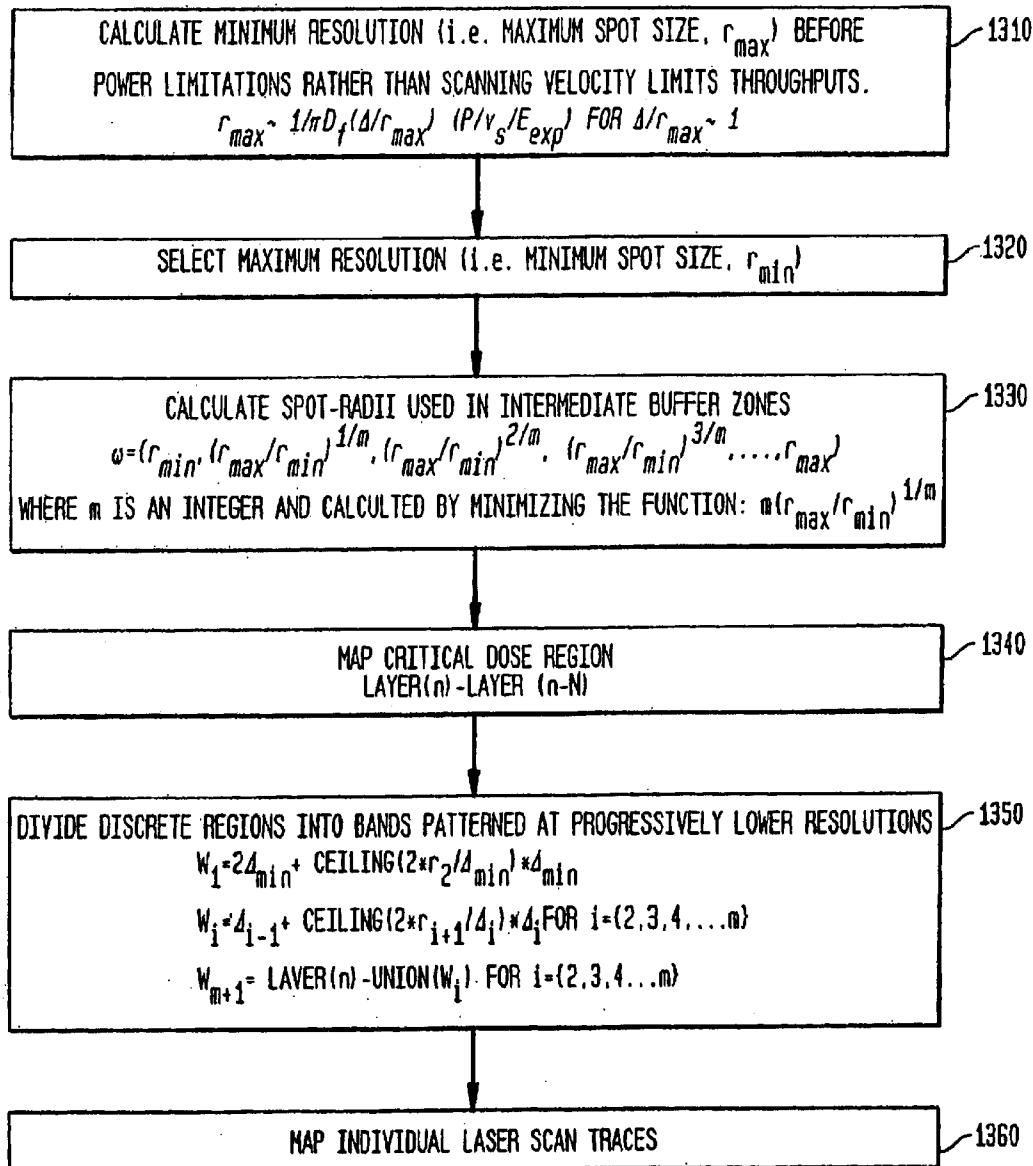 CALCULATE MINIMUM RESOLUTION (i.e. MAXIMUM SPOT SIZE, r_max) BEFORE
1310
POWER LIMITATIONS RATHER THAN SCANNING VELOCITY LIMITS THROUGHPUTS.
r_max ~ 1/πD_f(Δ/r_max) (P/v_s/E_exp) FOR Δ/r_max ~ 1
SELECT MAXIMUM RESOLUTION (i.e. MINIMUM SPOT SIZE, r_min)
1320
CALCULATE SPOT-RADII USED IN INTERMEDIATE BUFFER ZONES
1330
ω=(r_min, (r_max/r_min)^1/m, (r_max/r_min)^2/m, (r_max/r_min)^3/m,....,r_max)
WHERE m IS AN INTEGER AND CALCULTED BY MINIMIZING THE FUNCTION: m(r_max/r_min)^1/m
MAP CRITICAL DOSE REGION
1340
LAYER(n)-LAYER (n-N)
DIVIDE DISCRETE REGIONS INTO BANDS PATTERNED AT PROGRESSIVELY LOWER RESOLUTIONS
1350
W_1=2Δ_min+ CEILING(2*r_2/Δ_min)*Δ_min
W_i=Δ_i-1+ CEILING(2*r_i+1/Δ_i)*Δ_i FOR i={2,3,4,...m}
W_m+1= LAVER(n)-UNION(W_i) FOR i={2,3,4...m}
MAP INDIVIDUAL LASER SCAN TRACES
1360